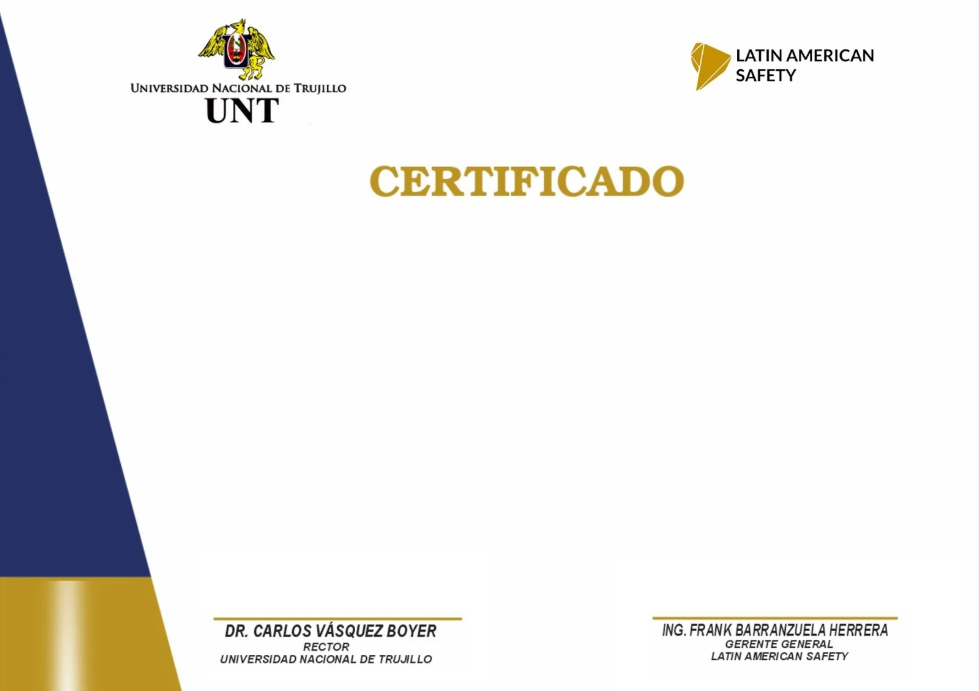 UNIVERSIDAD NACIONAL DE TRUJILLO
UNT
LATIN AMERICAN
SAFETY
CERTIFICADO
DR. CARLOS VÁSQUEZ BOYER
RECTOR
UNIVERSIDAD NACIONAL DE TRUJILLO
ING. FRANK BARRANZUELA HERRERA
GERENTE GENERAL
LATIN AMERICAN SAFETY